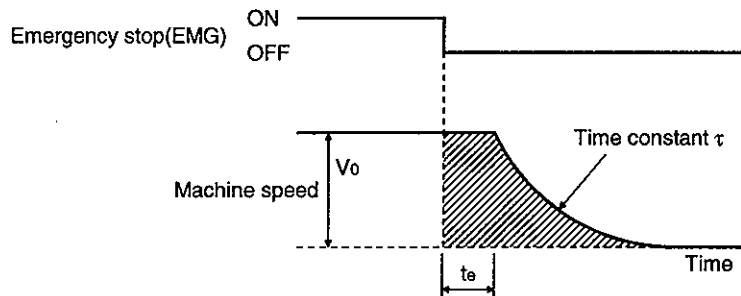 ON
Emergency stop(EMG)
OFF
Time constant τ
V0
Machine speed
Time
te